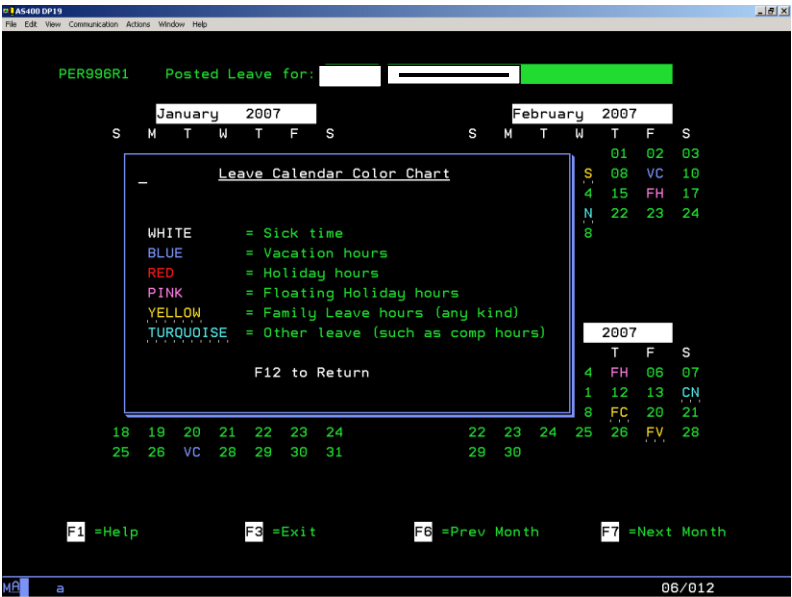 AS400 DP19
File Edit View Communication Actions Window Help
PER996R1 Posted Leave for:
January 2007 February 2007
S M T W T F S S M T W T F S
01 02 03
Leave Calendar Color Chart S 08 VC 10
4 15 FH 17
N 22 23 24
WHITE = Sick time 8
BLUE = Vacation hours
RED = Holiday hours
PINK = Floating Holiday hours
YELLOW = Family Leave hours (any kind)
TURQUOISE = Other leave (such as comp hours) 2007
T F S
F12 to Return 4 FH 06 07
1 12 13 CN
8 FC 20 21
18 19 20 21 22 23 24 22 23 24 25 26 FV 28
25 26 VC 28 29 30 31 29 30
F1 =Help F3 =Exit F6 =Prev Month F7 =Next Month
MA a 06/012